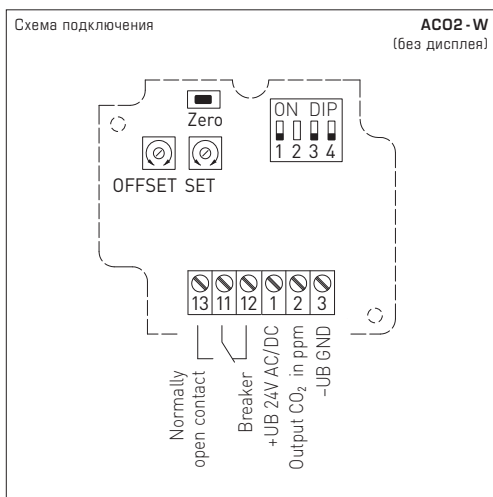 Схема подключения
ACO2 - W
(без дисплея)
Zero
ON DIP
1 2 3 4
OFFSET SET
13 11 12 1 2 3
Normally
open contact
Breaker
+UB 24V AC/DC
Output CO₂ in ppm
–UB GND